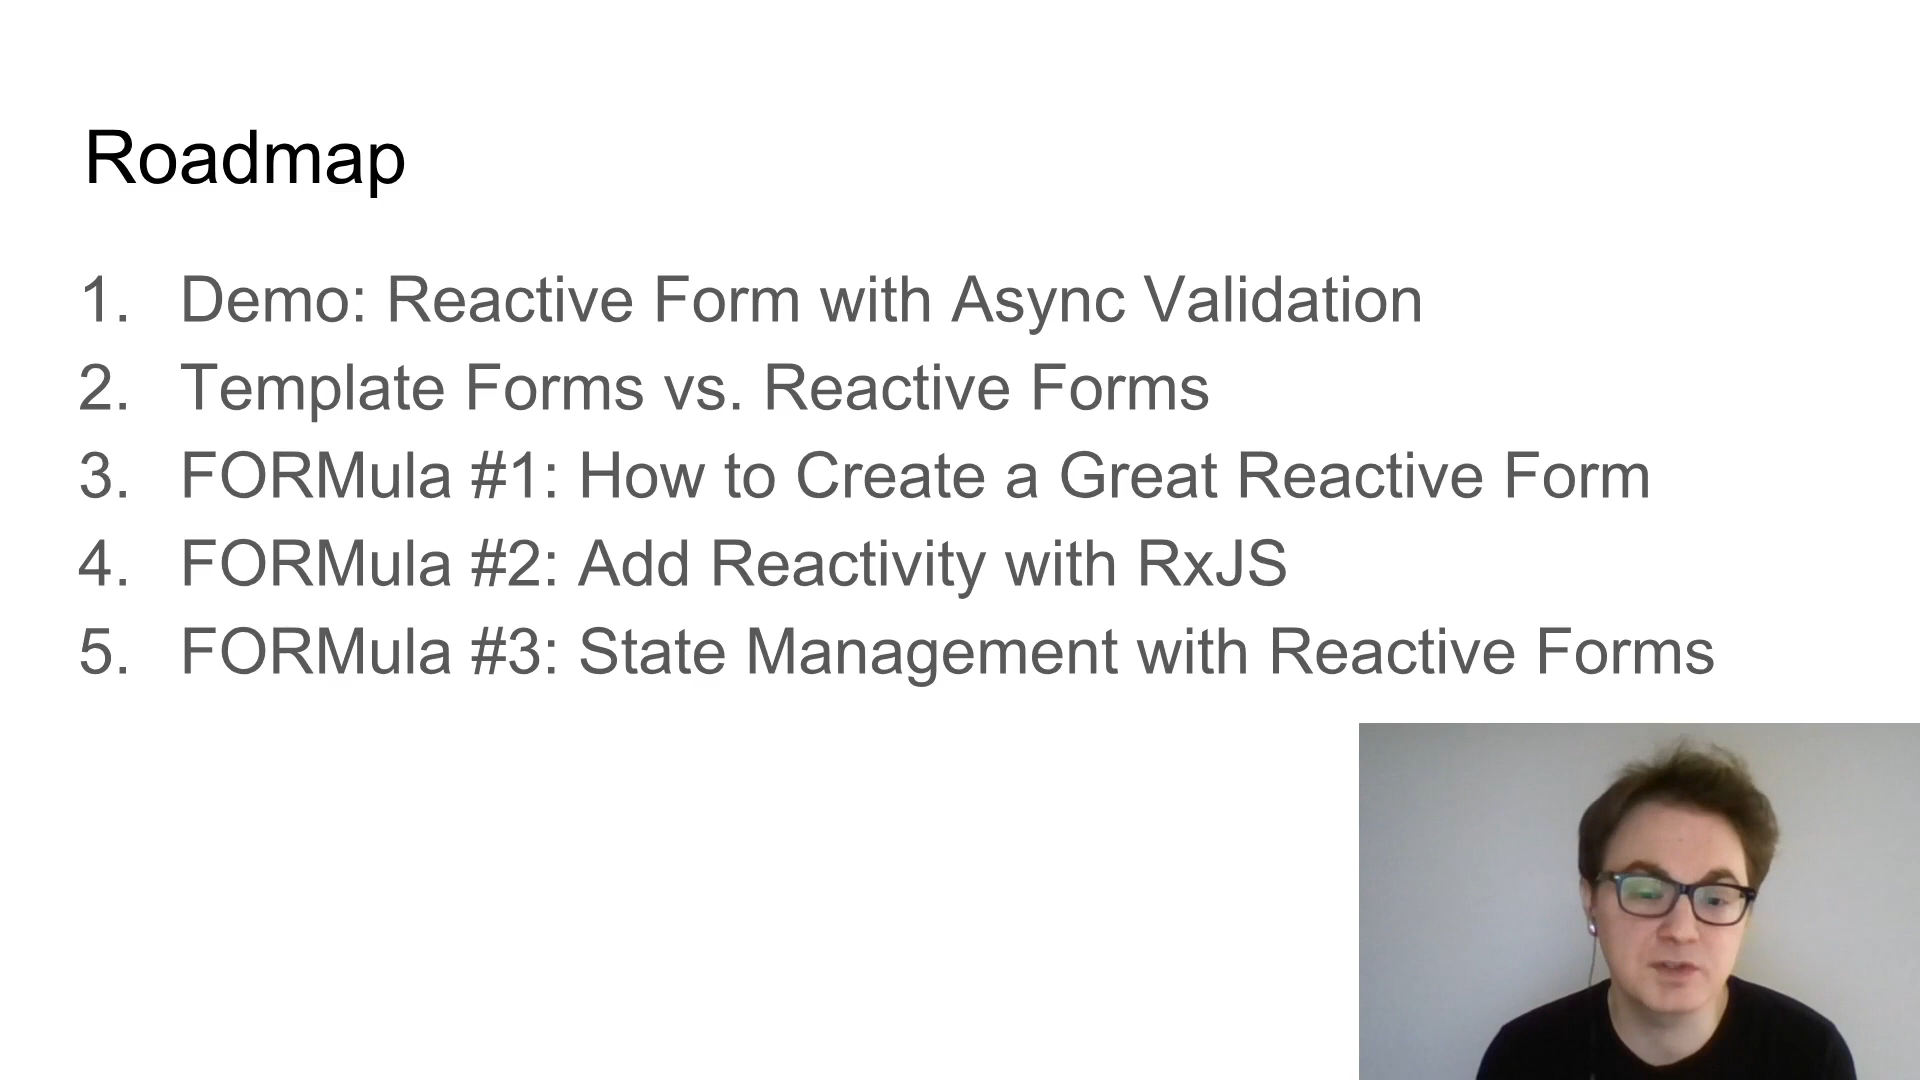 Roadmap
1. Demo: Reactive Form with Async Validation
2. Template Forms vs. Reactive Forms
3. FORMula #1: How to Create a Great Reactive Form
4. FORMula #2: Add Reactivity with RxJS
5. FORMula #3: State Management with Reactive Forms